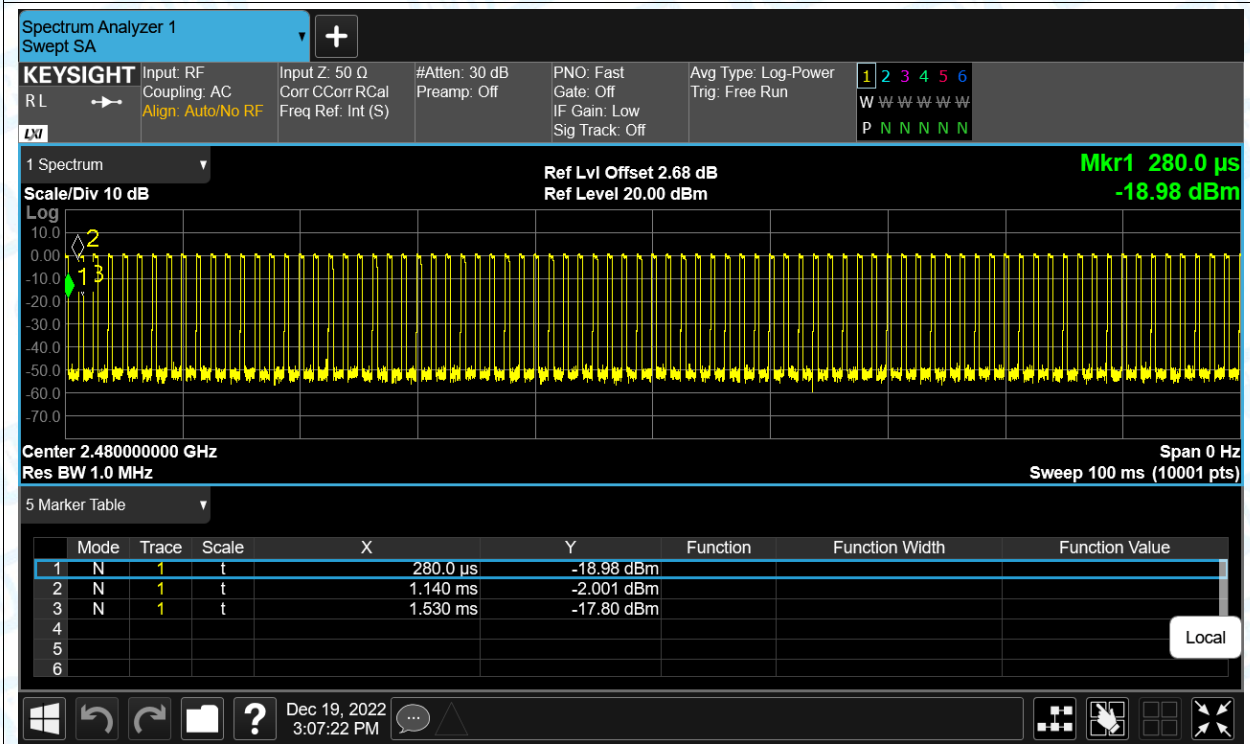 Spectrum Analyzer 1
Swept SA
KEYSIGHT
R L
LXI
Input: RF
Coupling: AC
Align: Auto/No RF
Input Z: 50 Ω
Corr CCorr RCal
Freq Ref: Int (S)
#Atten: 30 dB
Preamp: Off
PNO: Fast
Gate: Off
IF Gain: Low
Sig Track: Off
Avg Type: Log-Power
Trig: Free Run
1 2 3 4 5 6
W W W W W W
P N N N N N
1 Spectrum
Scale/Div 10 dB
Ref Lvl Offset 2.68 dB
Ref Level 20.00 dBm
Mkr1 280.0 µs
-18.98 dBm
Log
10.0
0.00
-10.0
-20.0
-30.0
-40.0
-50.0
-60.0
-70.0
2
1
3
Center 2.480000000 GHz
Res BW 1.0 MHz
Span 0 Hz
Sweep 100 ms (10001 pts)
5 Marker Table
Mode Trace Scale X Y Function Function Width Function Value
1 N 1 t 280.0 µs -18.98 dBm
2 N 1 t 1.140 ms -2.001 dBm
3 N 1 t 1.530 ms -17.80 dBm
4
5
6
Local
?
Dec 19, 2022
3:07:22 PM